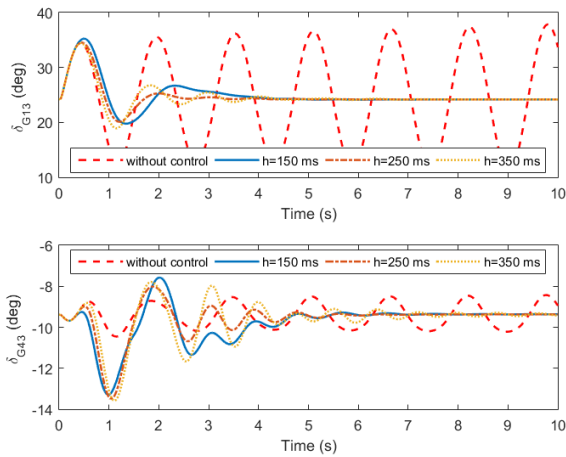 40
30
20
10
δG13 (deg)
without control h=150 ms h=250 ms h=350 ms
0 1 2 3 4 5 6 7 8 9 10
Time (s)
-6
-8
-10
-12
-14
δG43 (deg)
without control h=150 ms h=250 ms h=350 ms
0 1 2 3 4 5 6 7 8 9 10
Time (s)